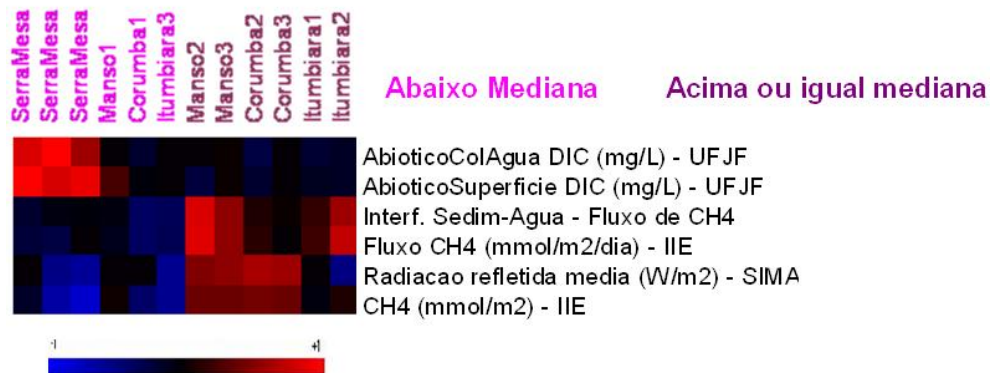 SerraMesa
SerraMesa
SerraMesa
Manso1
Corumba1
Itumbiara3
Manso2
Manso3
Corumba2
Corumba3
Itumbiara1
Itumbiara2
Abaixo Mediana
Acima ou igual mediana
AbioticoColAgua DIC (mg/L) - UFJF
AbioticoSuperficie DIC (mg/L) - UFJF
Interf. Sedim-Agua - Fluxo de CH4
Fluxo CH4 (mmol/m2/dia) - IIE
Radiacao refletida media (W/m2) - SIMA
CH4 (mmol/m2) - IIE
-1
+1